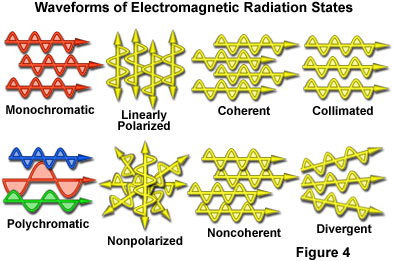 Waveforms of Electromagnetic Radiation States
Monochromatic
Linearly
Polarized
Coherent
Collimated
Polychromatic
Nonpolarized
Noncoherent
Divergent
Figure 4